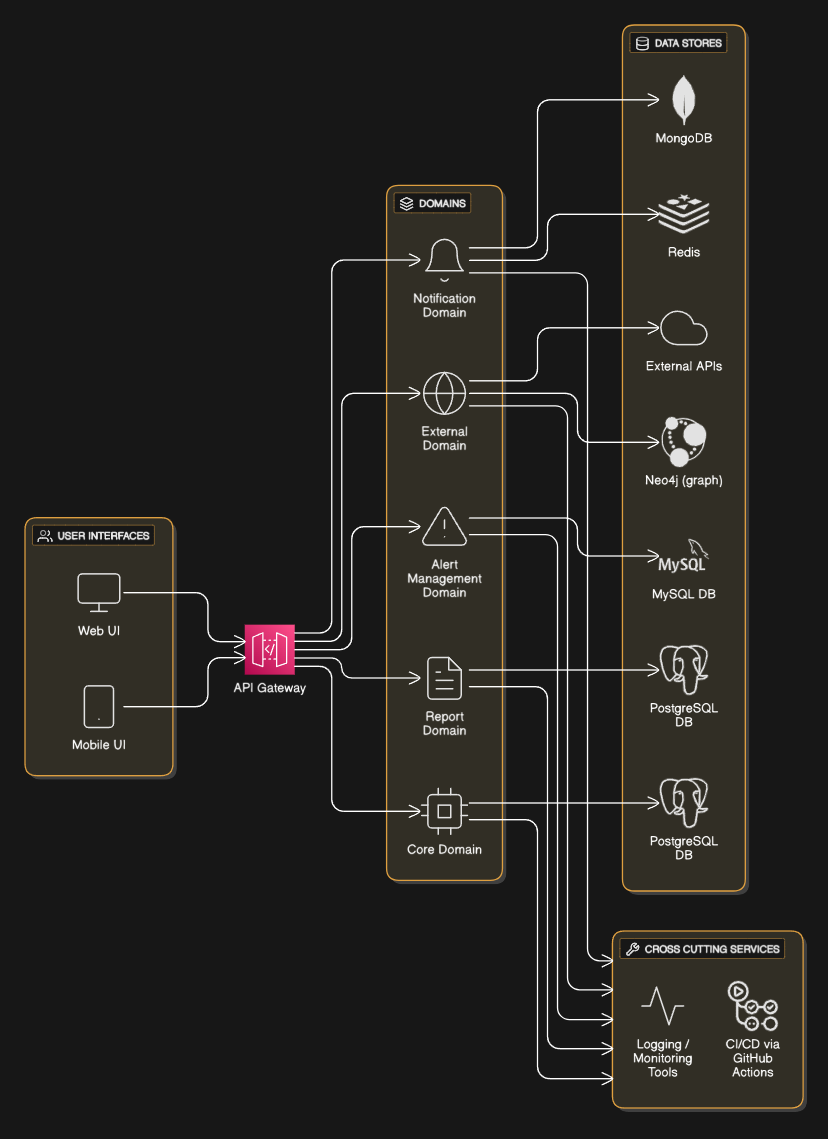 DATA STORES
MongoDB
Redis
External APIs
Neo4j (graph)
MySQL
MySQL DB
PostgreSQL
DB
PostgreSQL
DB
DOMAINS
Notification
Domain
External
Domain
Alert
Management
Domain
Report
Domain
Core Domain
USER INTERFACES
Web UI
Mobile UI
API Gateway
CROSS CUTTING SERVICES
Logging /
Monitoring
Tools
CI/CD via
GitHub
Actions